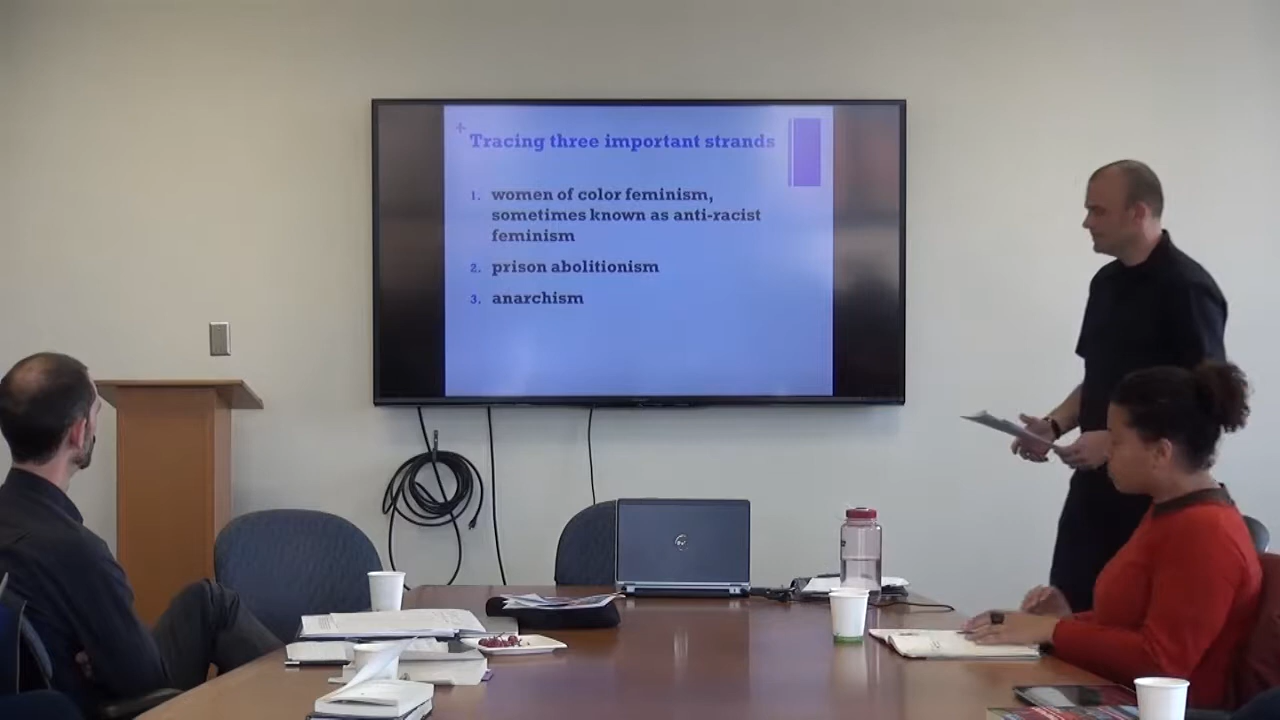 +
Tracing three important strands
1. women of color feminism,
sometimes known as anti-racist
feminism
2. prison abolitionism
3. anarchism